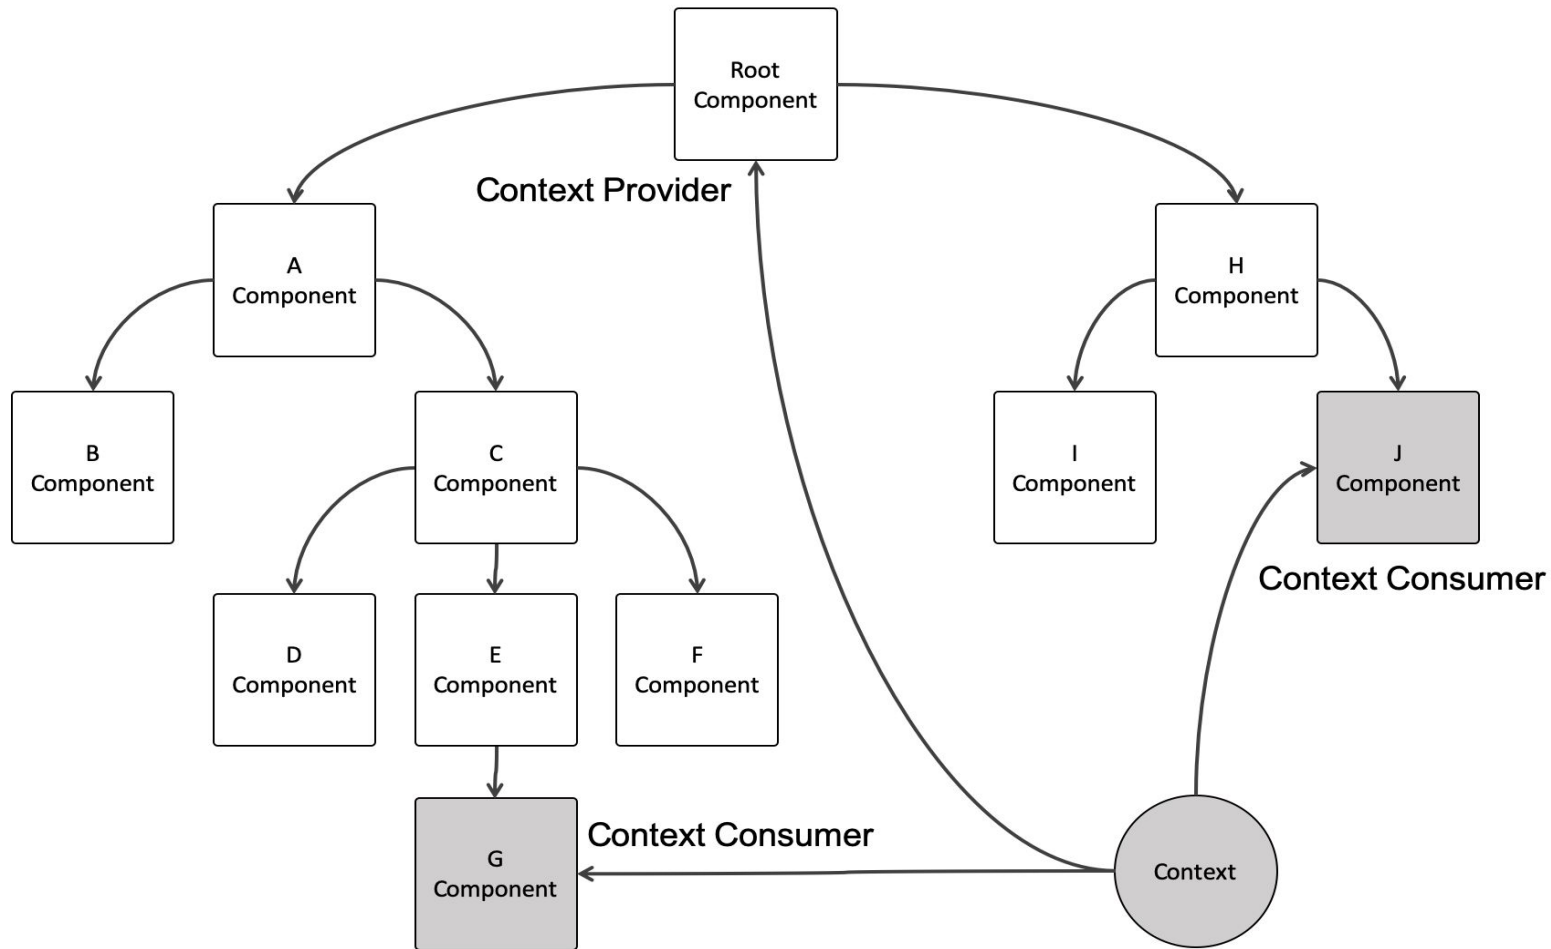 Root
Component
Context Provider
A
Component
H
Component
B
Component
C
Component
I
Component
J
Component
Context Consumer
D
Component
E
Component
F
Component
G
Component
Context Consumer
Context